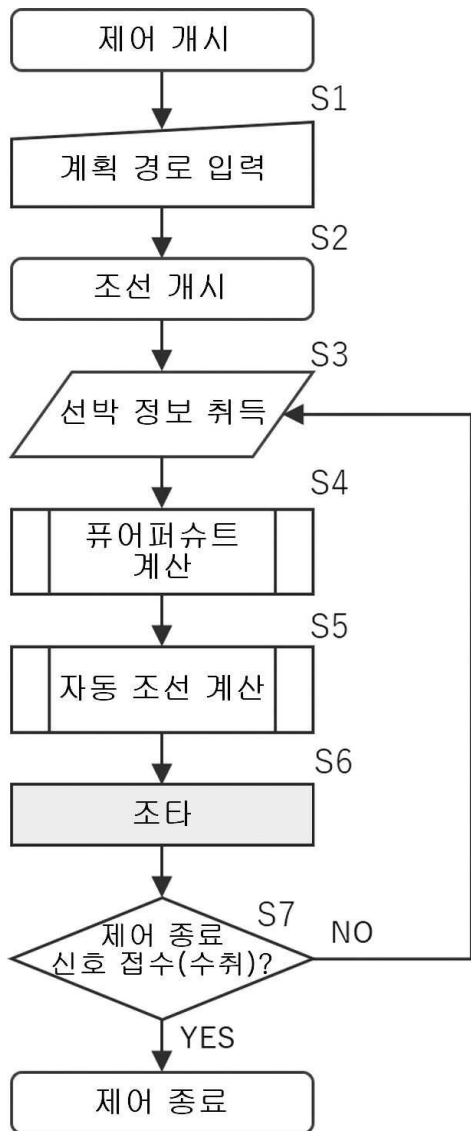 제어 개시
S1
계획 경로 입력
S2
조선 개시
S3
선박 정보 취득
S4
퓨어퍼슈트
계산
S5
자동 조선 계산
S6
조타
S7
제어 종료
신호 접수(수취)?
NO
YES
제어 종료